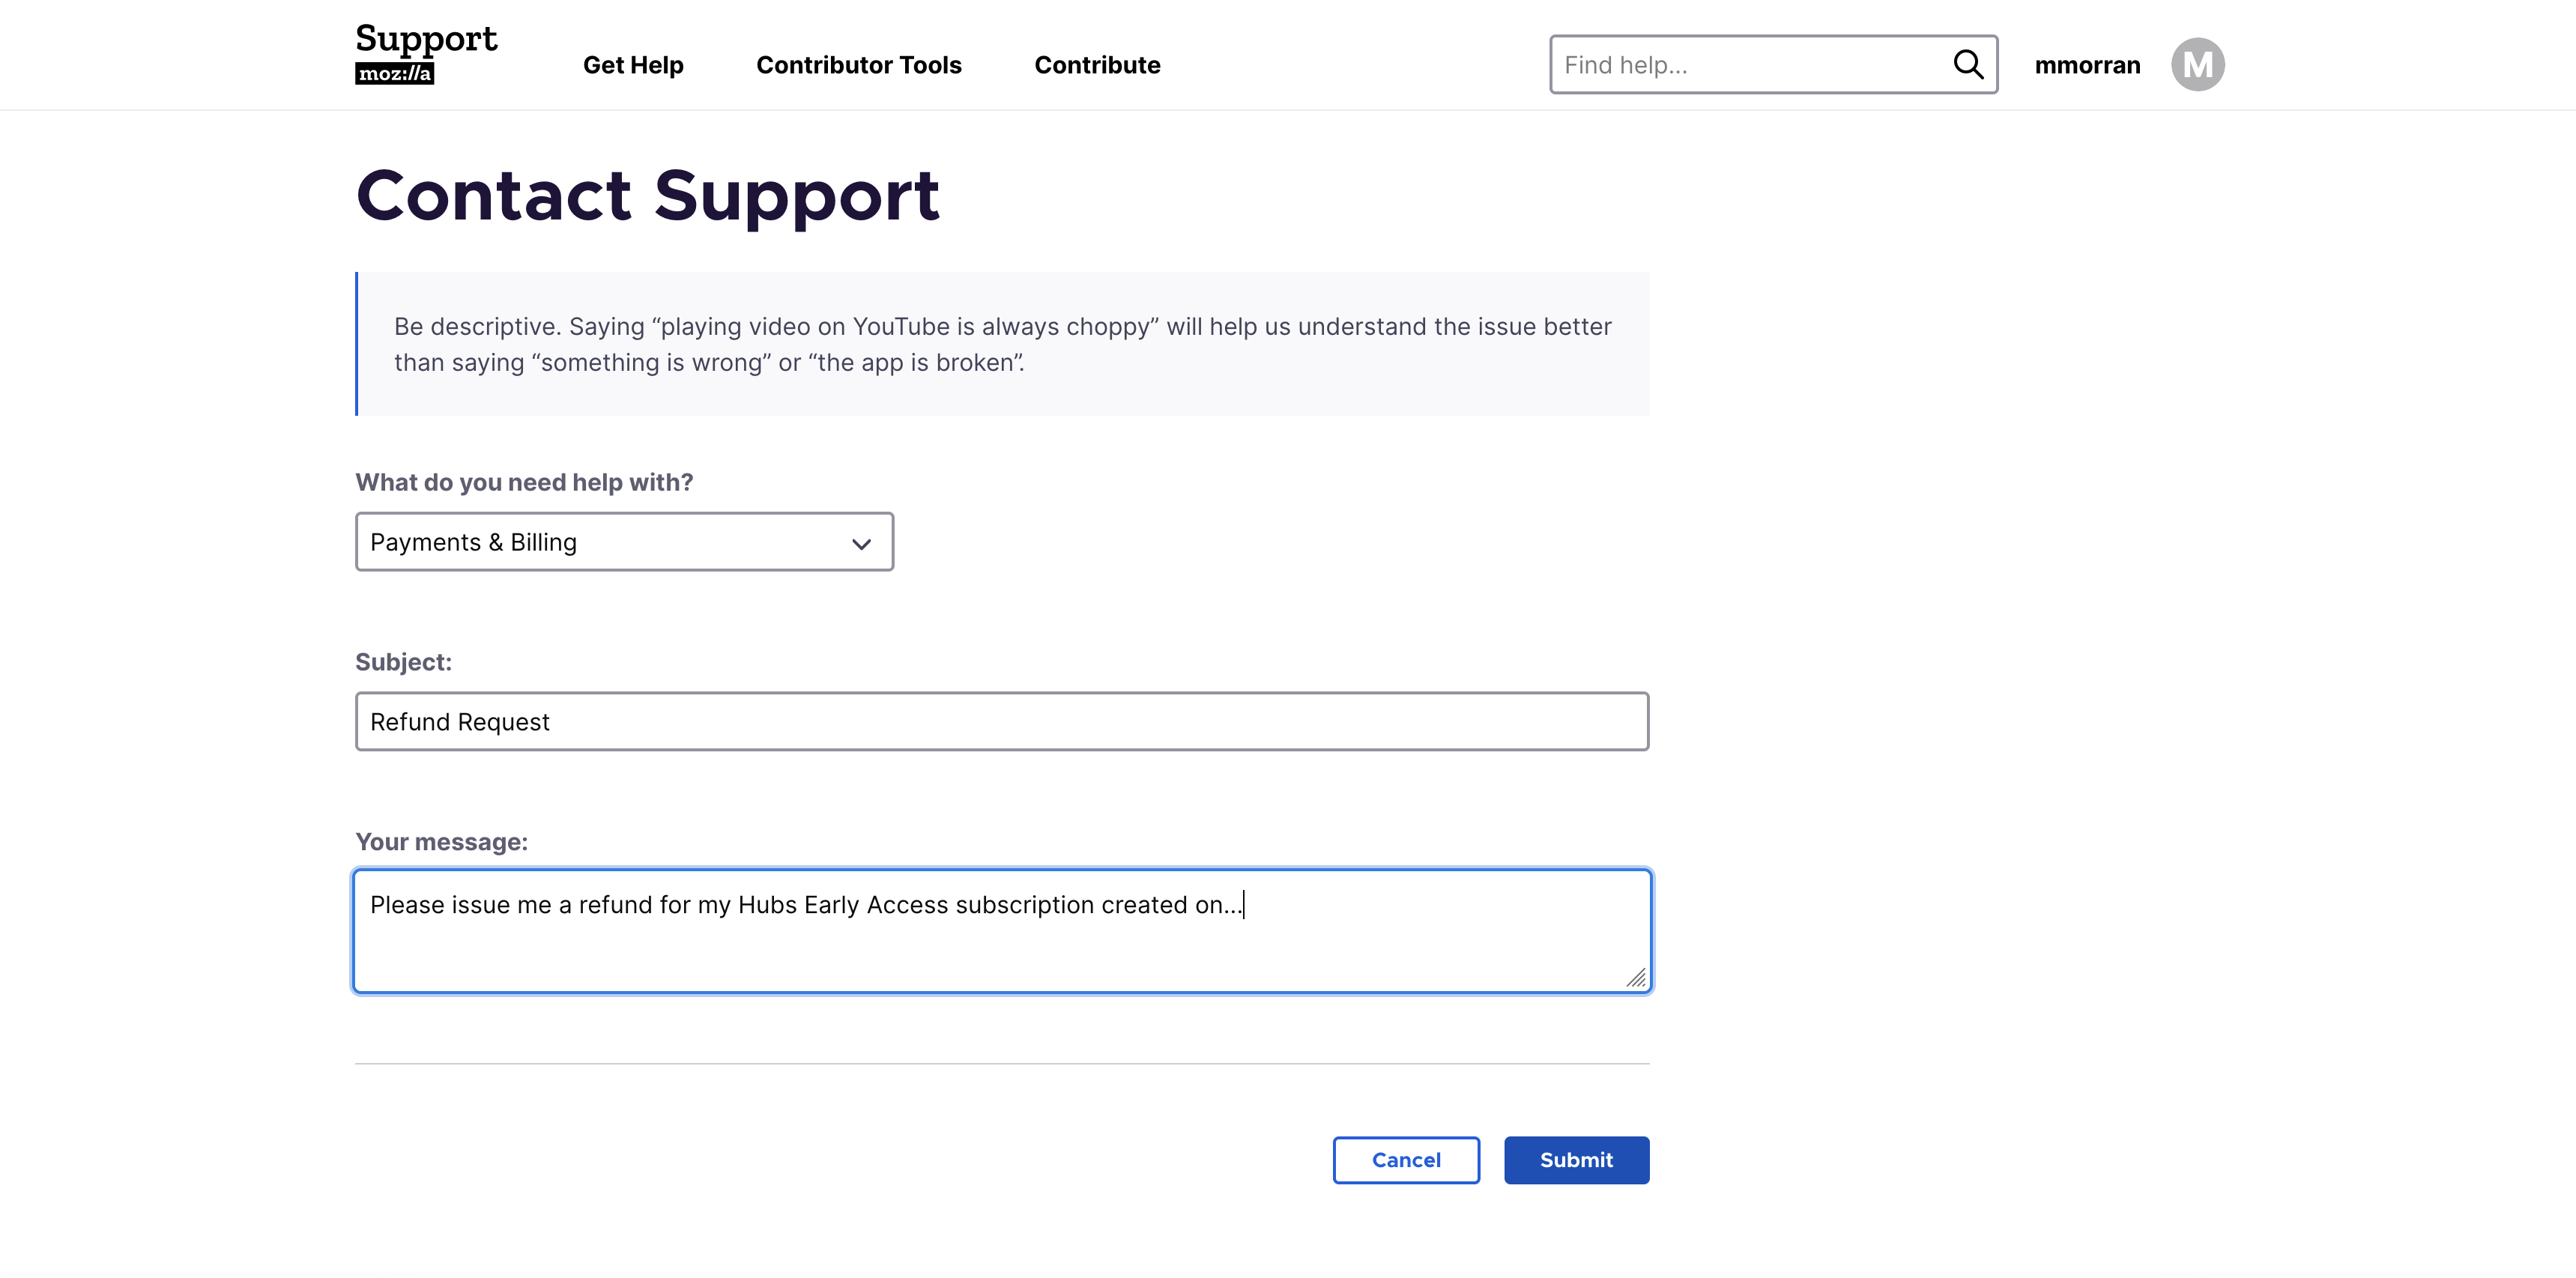 Support
moz://a
Get Help
Contributor Tools
Contribute
Find help...
mmorran
M
Contact Support
Be descriptive. Saying “playing video on YouTube is always choppy” will help us understand the issue better
than saying “something is wrong” or “the app is broken”.
What do you need help with?
Payments & Billing
Subject:
Refund Request
Your message:
Please issue me a refund for my Hubs Early Access subscription created on...
Cancel
Submit